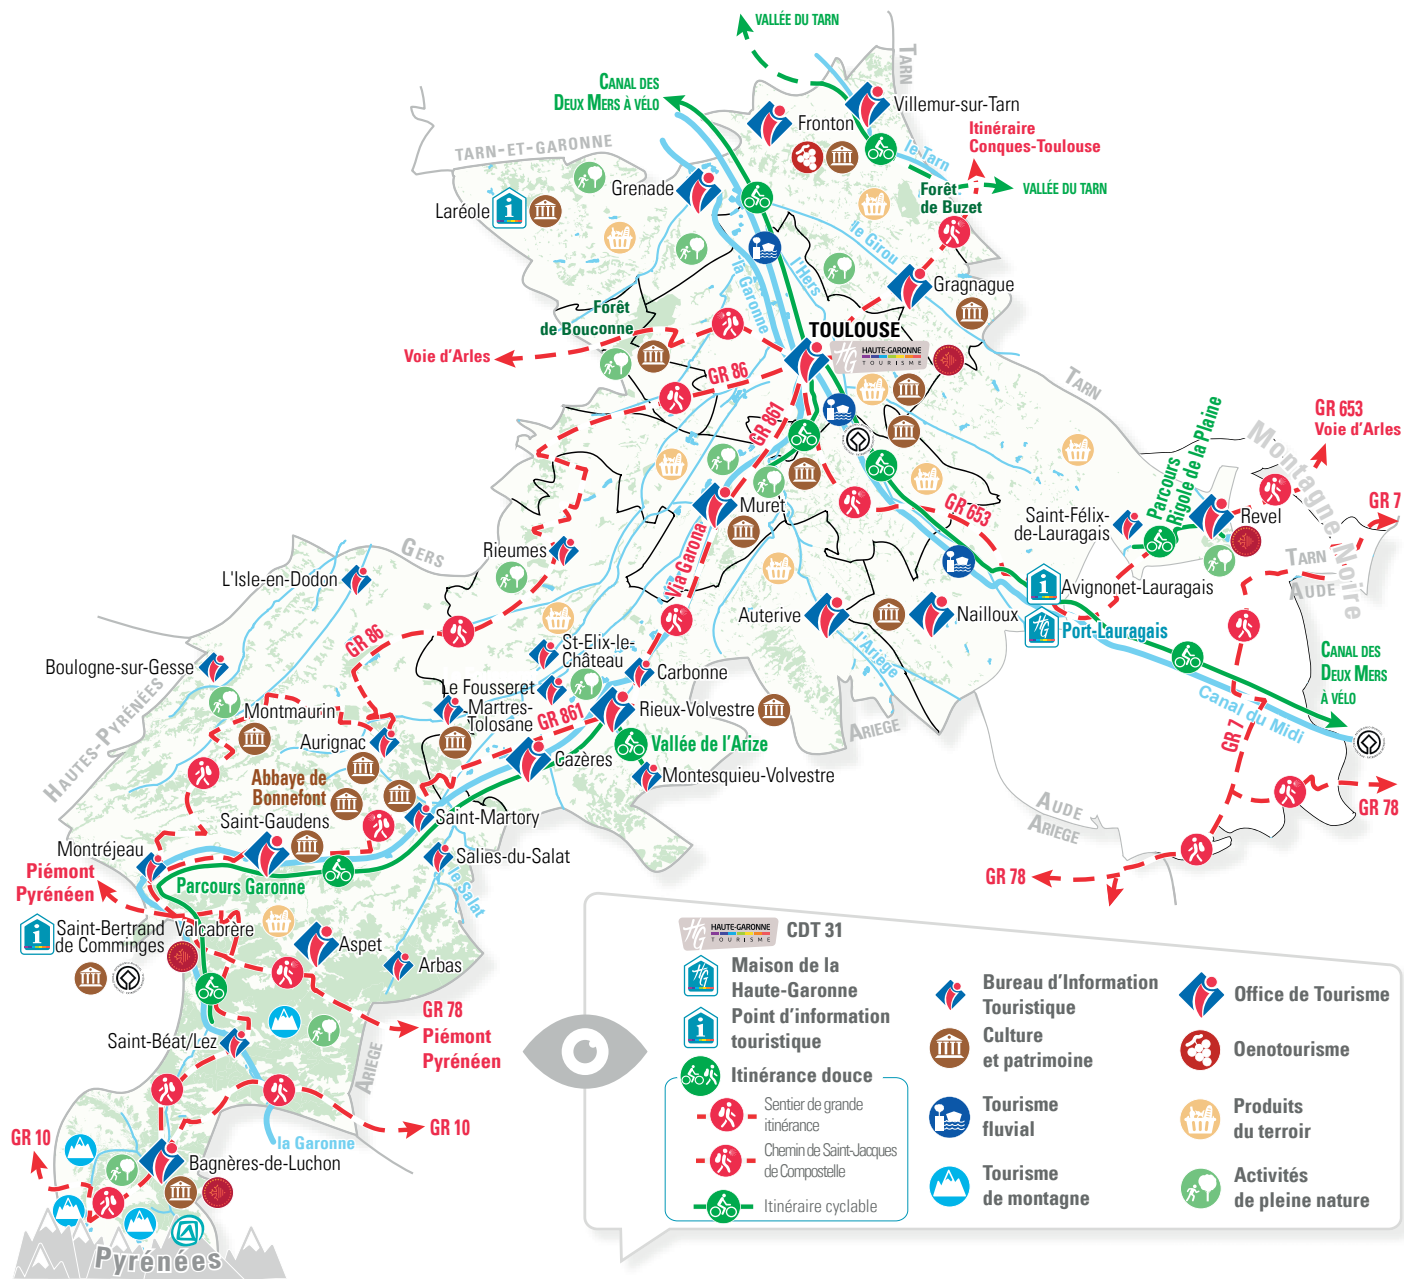 VALLÉE DU TARN
TARN
CANAL DES
DEUX MERS À VÉLO
Villemur-sur-Tarn
Fronton
Itinéraire
Conques-Toulouse
le Tarn
TARN-ET-GARONNE
Grenade
Forêt
de Buzet
VALLÉE DU TARN
Laréole
i
le Girou
l'Hers
la Garonne
Gragnague
Forêt
de Bouconne
TOULOUSE
HG
HAUTE-GARONNE
TOURISME
Voie d'Arles
GR 86
TARN
GR 861
Parcours
Rigole de la Plaine
GR 653
Voie d'Arles
Montagne Noire
GR 7
Muret
GR 653
Saint-Félix-
de-Lauragais
Revel
GERS
Rieumes
TARN
AUDE
L'Isle-en-Dodon
Via Garona
i
Avignonet-Lauragais
Auterive
Nailloux
HG
Port-Lauragais
GR 86
St-Elix-le-
Château
l'Ariège
Boulogne-sur-Gesse
Carbonne
CANAL DES
DEUX MERS
À VÉLO
Le Fousseret
HAUTES-PYRÉNÉES
Montmaurin
Martres-
Tolosane
GR 861
Rieux-Volvestre
Canal du Midi
ARIEGE
GR 7
Aurignac
Vallée de l'Arize
Cazères
Abbaye de
Bonnefont
Montesquieu-Volvestre
AUDE
ARIEGE
GR 78
Saint-Gaudens
Saint-Martory
Montréjeau
Salies-du-Salat
Piémont
Pyrénéen
Parcours Garonne
le Salat
GR 78
i
Saint-Bertrand
de Comminges
Valcabrère
Aspet
Arbas
GR 78
Piémont
Pyrénéen
Saint-Béat/Lez
ARIEGE
GR 10
GR 10
la Garonne
Bagnères-de-Luchon
Pyrénées
HG
HAUTE-GARONNE
TOURISME
CDT 31
HG
Maison de la
Haute-Garonne
i
Point d'information
touristique
Itinérance douce
Sentier de grande
itinérance
Chemin de Saint-Jacques
de Compostelle
Itinéraire cyclable
Bureau d'Information
Touristique
Culture
et patrimoine
Tourisme
fluvial
Tourisme
de montagne
Office de Tourisme
Oenotourisme
Produits
du terroir
Activités
de pleine nature